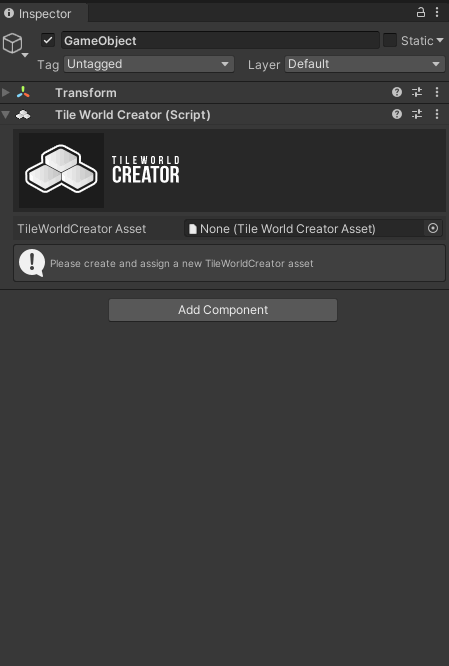 Inspector
GameObject
Static
Tag Untagged Layer Default
Transform
Tile World Creator (Script)
TILEWORLD
CREATOR
TileWorldCreator Asset None (Tile World Creator Asset)
Please create and assign a new TileWorldCreator asset
Add Component